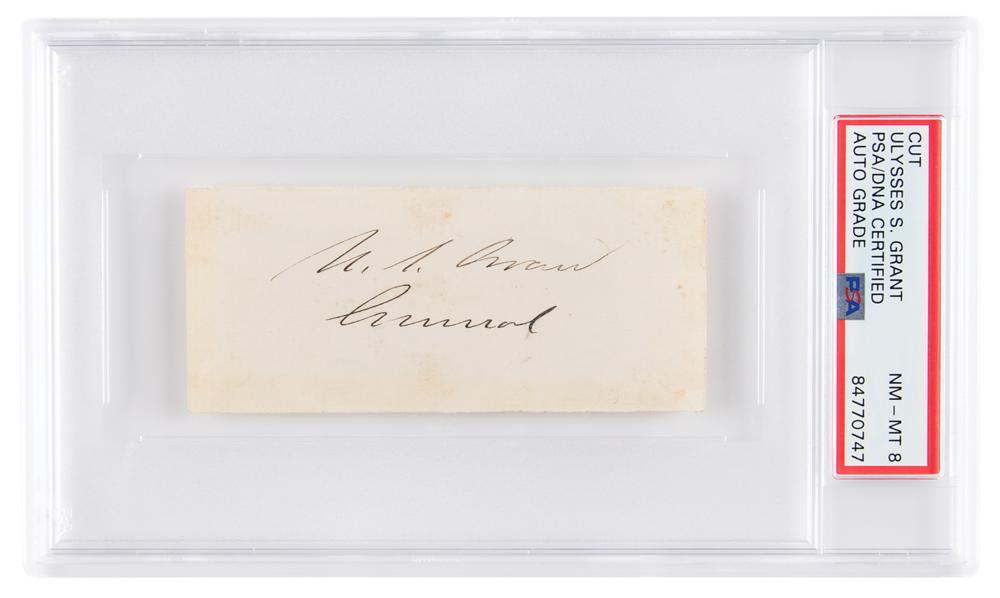 U. S. Grant
General
CUT
ULYSSES S. GRANT
PSA/DNA CERTIFIED
AUTO GRADE
NM – MT 8
84770747
PSA